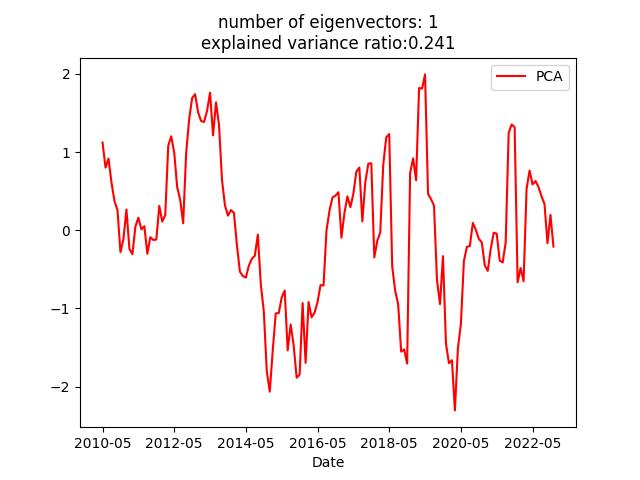 number of eigenvectors: 1
explained variance ratio:0.241
PCA
2
1
0
−1
−2
2010-05 2012-05 2014-05 2016-05 2018-05 2020-05 2022-05
Date